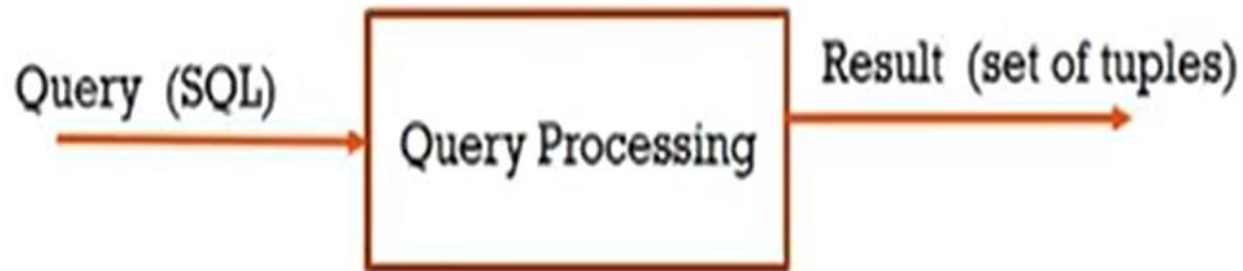 Query (SQL)
Query Processing
Result (set of tuples)